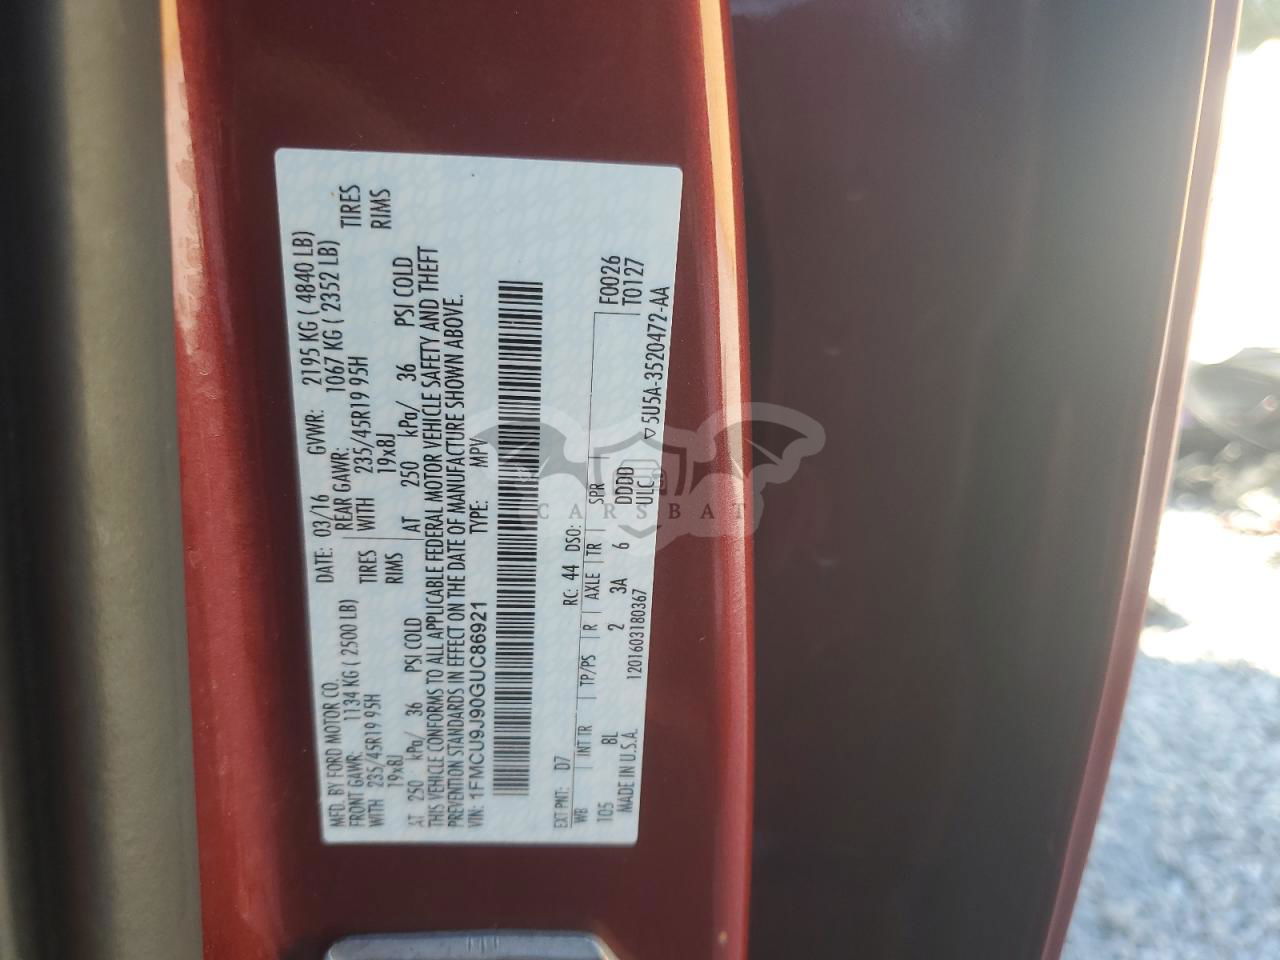 MFD. BY FORD MOTOR CO.
DATE: 03/16 GVWR: 2195 KG ( 4840 LB)
FRONT GAWR: 1134 KG ( 2500 LB)
REAR GAWR: 1067 KG ( 2352 LB)
WITH 235/45R19 95H TIRES WITH 235/45R19 95H TIRES
19x8J RIMS 19x8J RIMS
AT 250 kPa/ 36 PSI COLD AT 250 kPa/ 36 PSI COLD
THIS VEHICLE CONFORMS TO ALL APPLICABLE FEDERAL MOTOR VEHICLE SAFETY AND THEFT
PREVENTION STANDARDS IN EFFECT ON THE DATE OF MANUFACTURE SHOWN ABOVE.
VIN: 1FMCU9J90GUC86921 TYPE: MPV
EXT PNT: D7 RC: 44 DSO:
WB INT TR TP/PS R AXLE TR SPR F0026
105 8L 2 3A 6 DDDD T0127
MADE IN U.S.A. 1201603180367 ULC ▽5U5A-3520472-AA
CARSBAT